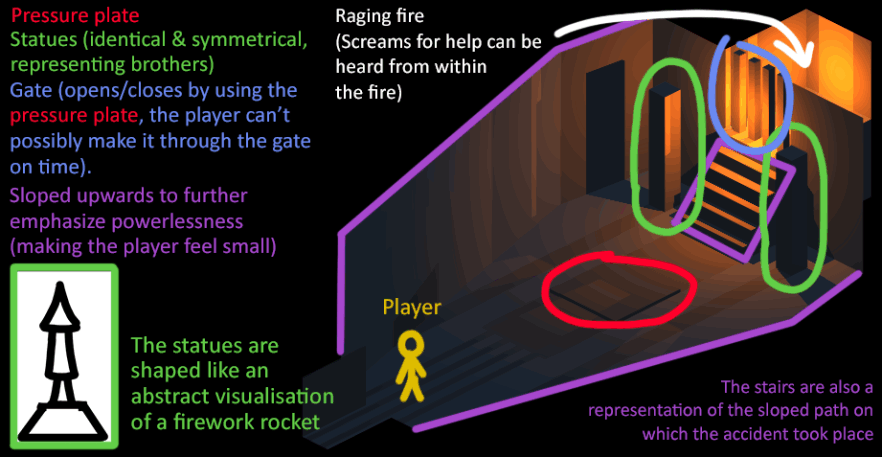 Pressure plate
Statues (identical & symmetrical,
representing brothers)
Gate (opens/closes by using the
pressure plate, the player can't
possibly make it through the gate
on time).
Sloped upwards to further
emphasize powerlessness
(making the player feel small)
Raging fire
(Screams for help can be
heard from within
the fire)
Player
The statues are
shaped like an
abstract visualisation
of a firework rocket
The stairs are also a
representation of the sloped path on
which the accident took place